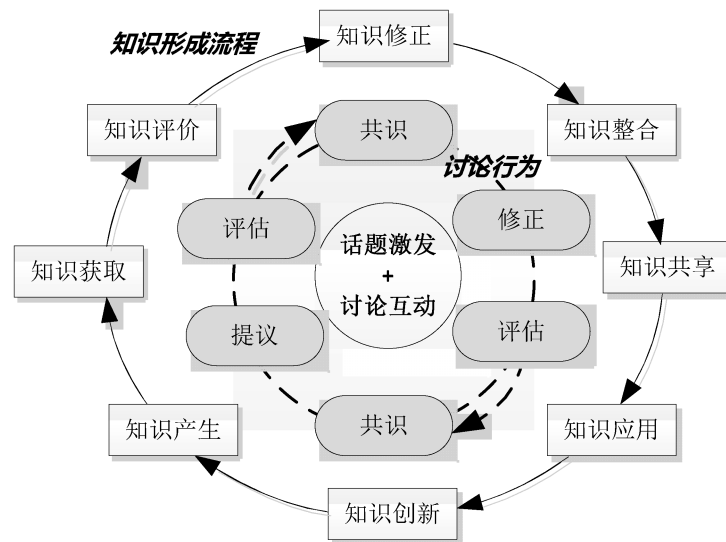 知识形成流程
知识修正
知识评价
知识整合
共识
讨论行为
评估
修正
话题激发
+
讨论互动
知识获取
知识共享
提议
评估
知识产生
共识
知识应用
知识创新